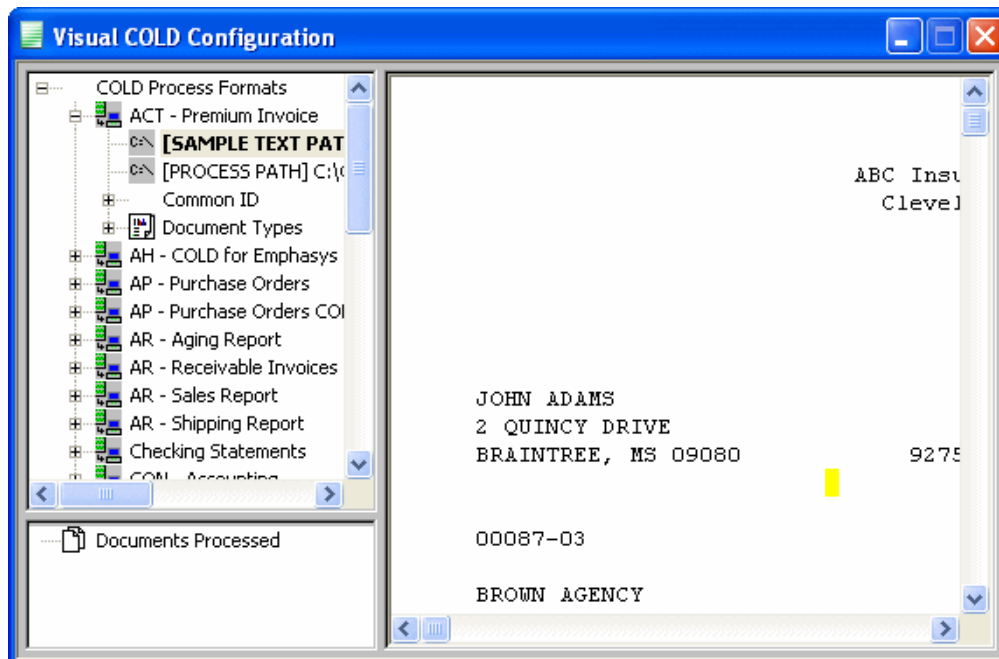 Visual COLD Configuration
COLD Process Formats
ACT - Premium Invoice
C:\ [SAMPLE TEXT PAT
C:\ [PROCESS PATH] C:\
Common ID
Document Types
AH - COLD for Emphasys
AP - Purchase Orders
AP - Purchase Orders COl
AR - Aging Report
AR - Receivable Invoices
AR - Sales Report
AR - Shipping Report
Checking Statements
CON - Accounting
Documents Processed
ABC Insu
Clevel
JOHN ADAMS
2 QUINCY DRIVE
BRAINTREE, MS 09080 9275
00087-03
BROWN AGENCY